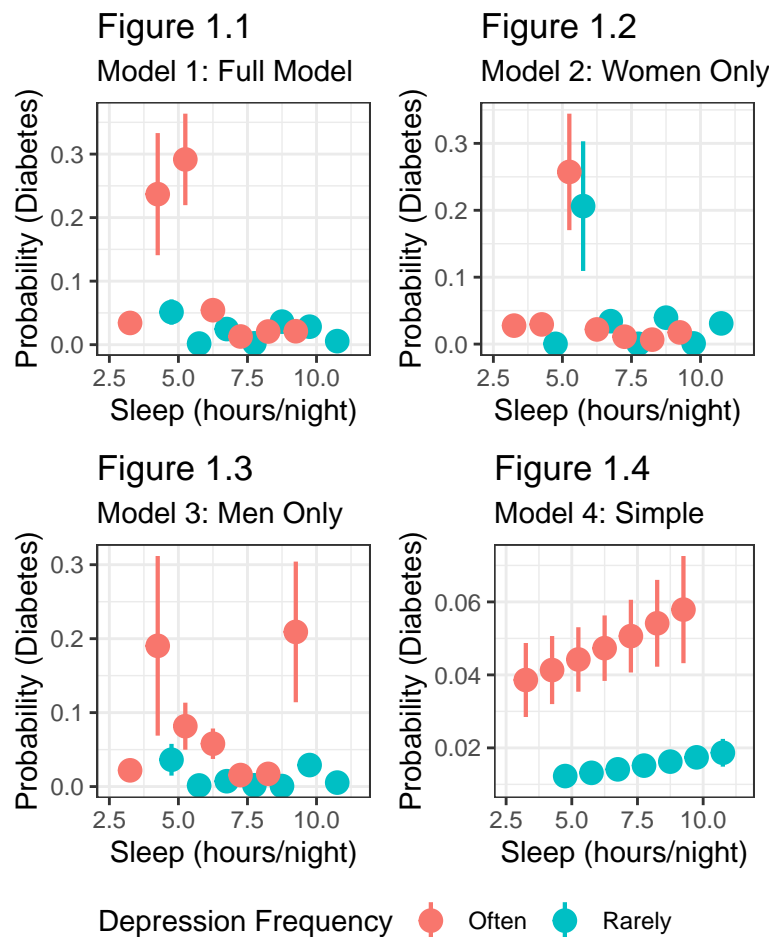 Figure 1.1
Model 1: Full Model
Probability (Diabetes)
0.3
0.2
0.1
0.0
2.5 5.0 7.5 10.0
Sleep (hours/night)
Figure 1.2
Model 2: Women Only
Probability (Diabetes)
0.3
0.2
0.1
0.0
2.5 5.0 7.5 10.0
Sleep (hours/night)
Figure 1.3
Model 3: Men Only
Probability (Diabetes)
0.3
0.2
0.1
0.0
2.5 5.0 7.5 10.0
Sleep (hours/night)
Figure 1.4
Model 4: Simple
Probability (Diabetes)
0.06
0.04
0.02
2.5 5.0 7.5 10.0
Sleep (hours/night)
Depression Frequency Often Rarely